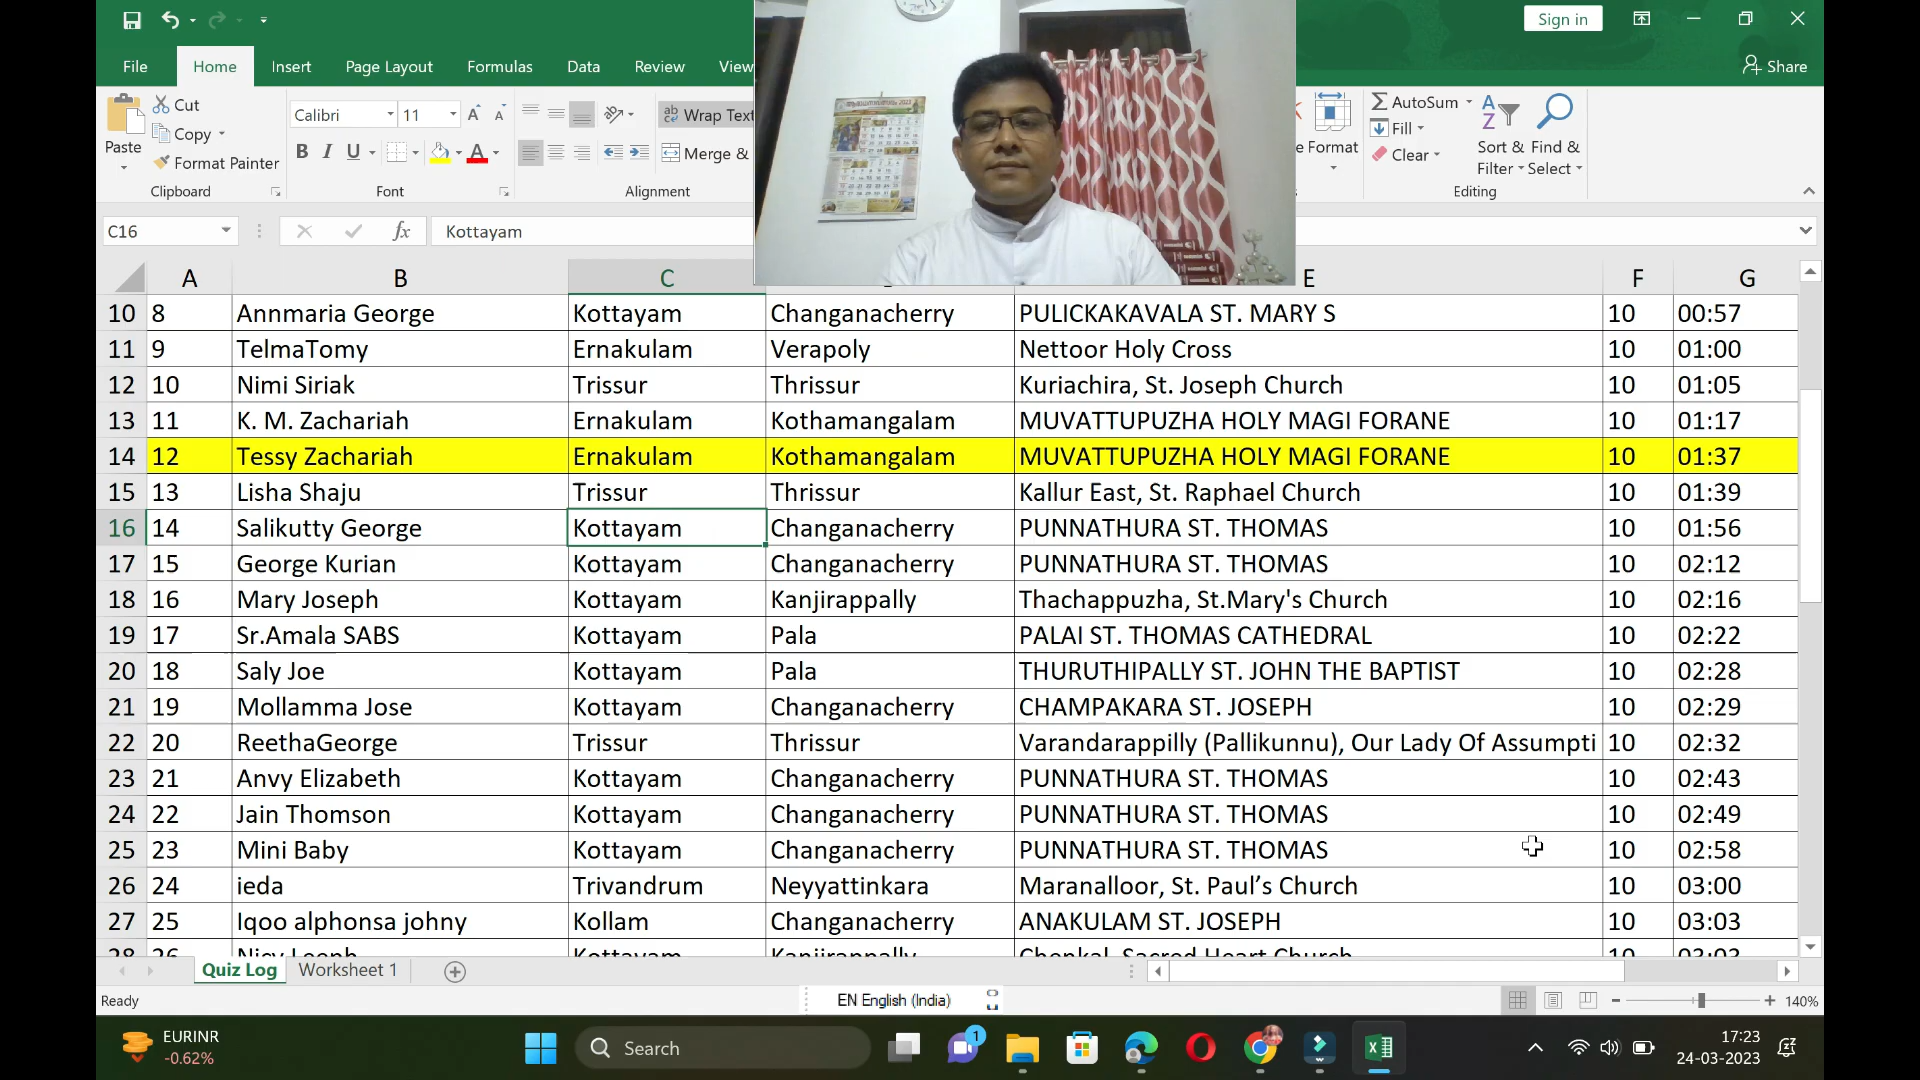 Sign in
File Home Insert Page Layout Formulas Data Review View
Share
Paste
Cut
Copy
Format Painter
Clipboard
Calibri 11
B I U
Font
Wrap Text
Merge &
Alignment
2023
Format
AutoSum
Fill
Clear
Sort & Filter
Find & Select
Editing
C16 fx Kottayam
A B C E F G
10 8 Annmaria George Kottayam Changanacherry PULICKAKAVALA ST. MARY S 10 00:57
11 9 TelmaTomy Ernakulam Verapoly Nettoor Holy Cross 10 01:00
12 10 Nimi Siriak Trissur Thrissur Kuriachira, St. Joseph Church 10 01:05
13 11 K. M. Zachariah Ernakulam Kothamangalam MUVATTUPUZHA HOLY MAGI FORANE 10 01:17
14 12 Tessy Zachariah Ernakulam Kothamangalam MUVATTUPUZHA HOLY MAGI FORANE 10 01:37
15 13 Lisha Shaju Trissur Thrissur Kallur East, St. Raphael Church 10 01:39
16 14 Salikutty George Kottayam Changanacherry PUNNATHURA ST. THOMAS 10 01:56
17 15 George Kurian Kottayam Changanacherry PUNNATHURA ST. THOMAS 10 02:12
18 16 Mary Joseph Kottayam Kanjirappally Thachappuzha, St.Mary's Church 10 02:16
19 17 Sr.Amala SABS Kottayam Pala PALAI ST. THOMAS CATHEDRAL 10 02:22
20 18 Saly Joe Kottayam Pala THURUTHIPALLY ST. JOHN THE BAPTIST 10 02:28
21 19 Mollamma Jose Kottayam Changanacherry CHAMPAKARA ST. JOSEPH 10 02:29
22 20 ReethaGeorge Trissur Thrissur Varandarappilly (Pallikunnu), Our Lady Of Assumpti 10 02:32
23 21 Anvy Elizabeth Kottayam Changanacherry PUNNATHURA ST. THOMAS 10 02:43
24 22 Jain Thomson Kottayam Changanacherry PUNNATHURA ST. THOMAS 10 02:49
25 23 Mini Baby Kottayam Changanacherry PUNNATHURA ST. THOMAS 10 02:58
26 24 ieda Trivandrum Neyyattinkara Maranalloor, St. Paul’s Church 10 03:00
27 25 Iqoo alphonsa johny Kollam Changanacherry ANAKULAM ST. JOSEPH 10 03:03
28 26 Kottayam Kanjirappally Sacred Heart Church 10 03:03
Quiz Log Worksheet 1
Ready EN English (India) 140%
EURINR
-0.62%
Search
1
17:23
24-03-2023